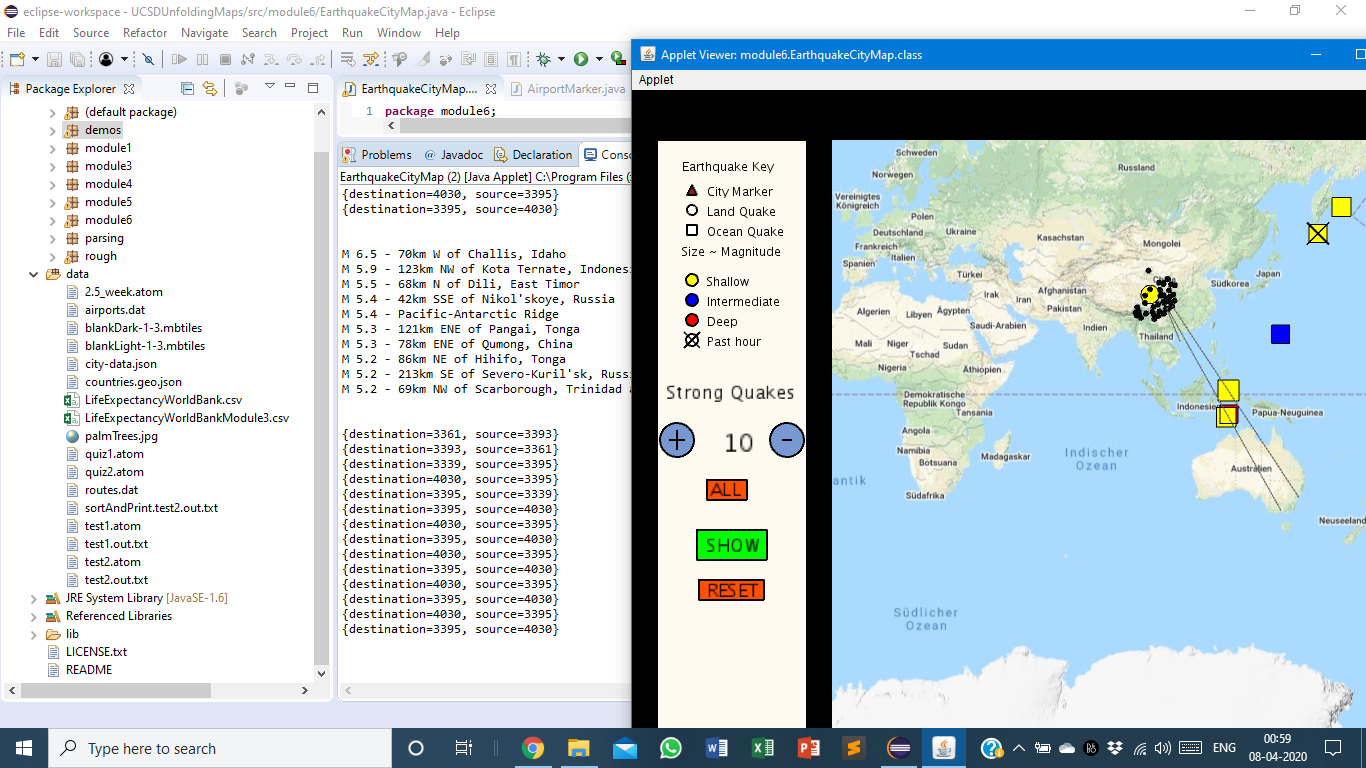 eclipse-workspace - UCSDUnfoldingMaps/src/module6/EarthquakeCityMap.java - Eclipse
File Edit Source Refactor Navigate Search Project Run Window Help
Package Explorer
(default package)
demos
module1
module3
module4
module5
module6
parsing
rough
data
2.5_week.atom
airports.dat
blankDark-1-3.mbtiles
blankLight-1-3.mbtiles
city-data.json
countries.geo.json
LifeExpectancyWorldBank.csv
LifeExpectancyWorldBankModule3.csv
palmTrees.jpg
quiz1.atom
quiz2.atom
routes.dat
sortAndPrint.test2.out.txt
test1.atom
test1.out.txt
test2.atom
test2.out.txt
JRE System Library [JavaSE-1.6]
Referenced Libraries
lib
LICENSE.txt
README
EarthquakeCityMap.... AirportMarker.java
1 package module6;
Problems @ Javadoc Declaration Conso
EarthquakeCityMap (2) [Java Applet] C:\Program Files (
{destination=4030, source=3395}
{destination=3395, source=4030}
M 6.5 - 70km W of Challis, Idaho
M 5.9 - 123km NW of Kota Ternate, Indones
M 5.5 - 68km N of Dili, East Timor
M 5.4 - 42km SSE of Nikol'skoye, Russia
M 5.4 - Pacific-Antarctic Ridge
M 5.3 - 121km ENE of Pangai, Tonga
M 5.3 - 78km ENE of Qumong, China
M 5.2 - 86km NE of Hihifo, Tonga
M 5.2 - 213km SE of Severo-Kuril'sk, Russ
M 5.2 - 69km NW of Scarborough, Trinidad
{destination=3361, source=3393}
{destination=3393, source=3361}
{destination=3339, source=3395}
{destination=4030, source=3395}
{destination=3395, source=3339}
{destination=3395, source=4030}
{destination=4030, source=3395}
{destination=3395, source=4030}
{destination=4030, source=3395}
{destination=3395, source=4030}
{destination=4030, source=3395}
{destination=3395, source=4030}
{destination=4030, source=3395}
{destination=3395, source=4030}
Applet Viewer: module6.EarthquakeCityMap.class
Applet
Earthquake Key
City Marker
Land Quake
Ocean Quake
Size ~ Magnitude
Shallow
Intermediate
Deep
Past hour
Strong Quakes
+ 10 -
ALL
SHOW
RESET
Schweden
Norwegen
Russland
Vereinigtes
Königreich
Polen
Deutschland
Ukraine
Frankreich
Kasachstan
Mongolei
Italien
Spanien
Türkei
Japan
Südkorea
Irak
Iran
Afghanistan
China
Pakistan
Algerien
Libyen
Ägypten
Saudi-Arabien
Indien
Mali
Niger
Sudan
Tschad
Thailand
Nigeria
Äthiopien
Demokratische
Republik Kongo
Tansania
Indonesien
Papua-Neuguinea
Angola
Namibia
Botsuana
Madagaskar
Indischer
Ozean
Australien
antik
Südafrika
Neuseeland
Südlicher
Ozean
Type here to search
ENG
00:59
08-04-2020